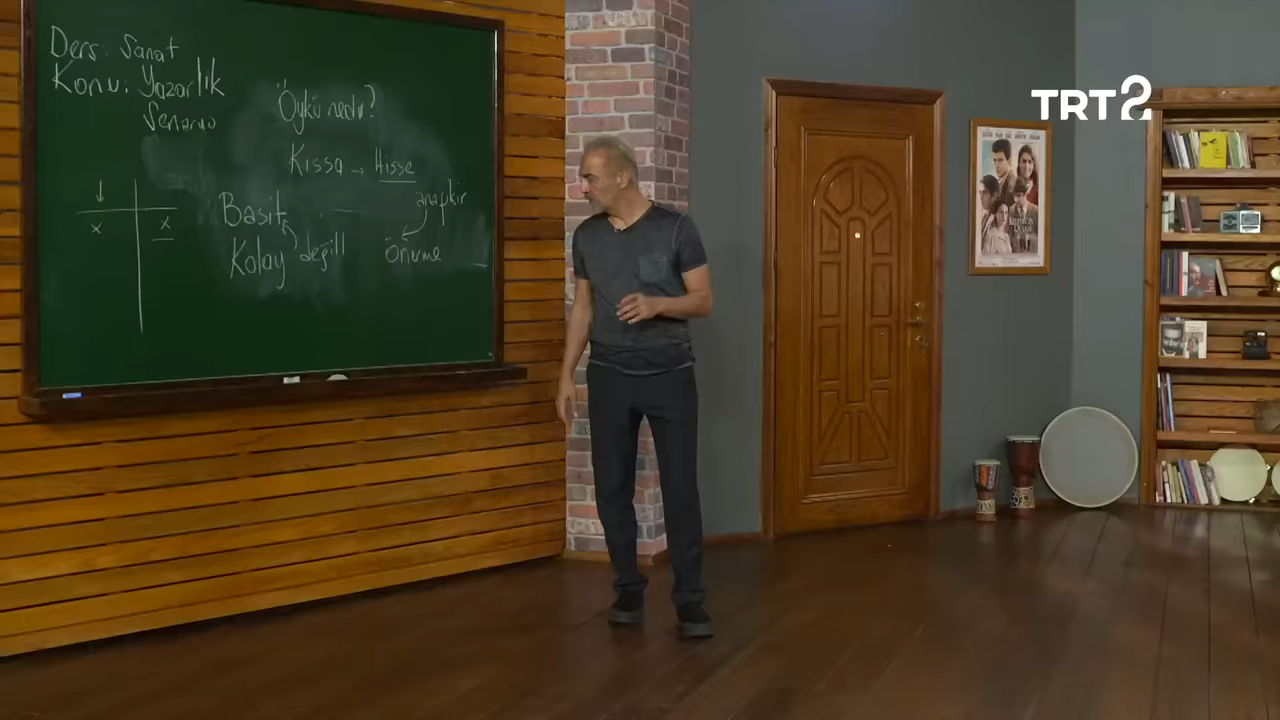 Ders: Sanat
Konu: Yazarlık
Senaryo
Öykü nedir?
Kıssa → Hisse
anafikir
Basit
Kolay değil!
Önerme
x
x
TRT2